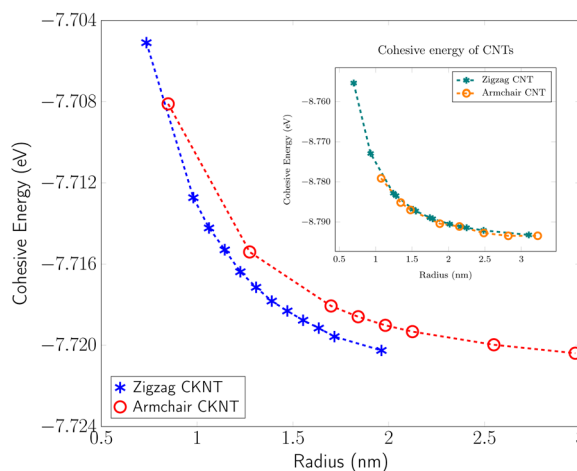 −7.704
−7.708
−7.712
−7.716
−7.720
−7.724
Cohesive Energy (eV)
0.5 1 1.5 2 2.5 3
Radius (nm)
Zigzag CKNT
Armchair CKNT
Cohesive energy of CNTs
Zigzag CNT
Armchair CNT
−8.760
−8.770
−8.780
−8.790
Cohesive Energy (eV)
0.5 1 1.5 2 2.5 3
Radius (nm)